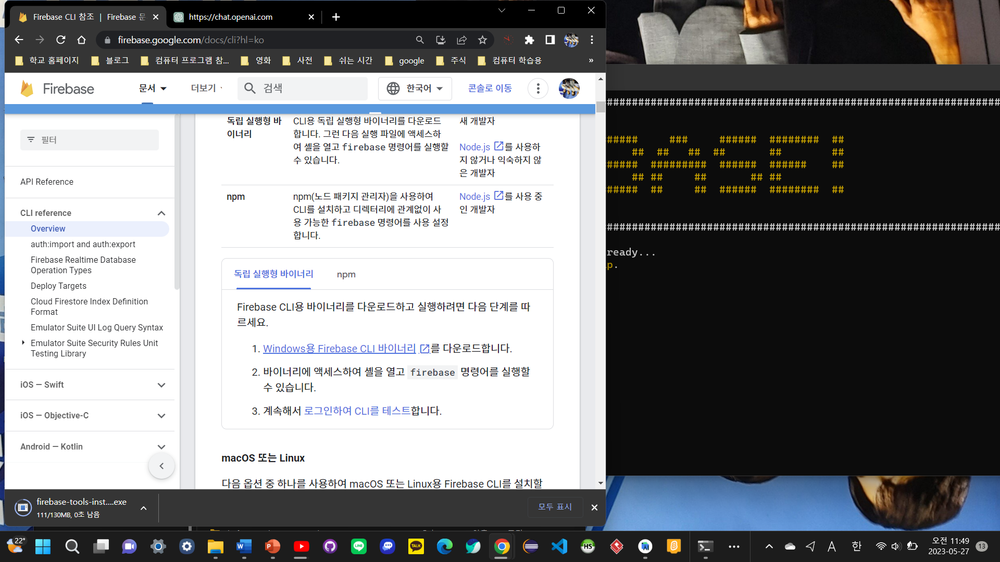 Firebase CLI 참조 | Firebase 문
https://chat.openai.com
firebase.google.com/docs/cli?hl=ko
학교 홈페이지
블로그
컴퓨터 프로그램 참...
영화
사전
쉬는 시간
google
주식
컴퓨터 학습용
»
Firebase
문서
더보기
검색
한국어
콘솔로 이동
필터
API Reference
CLI reference
Overview
auth:import and auth:export
Firebase Realtime Database
Operation Types
Deploy Targets
Cloud Firestore Index Definition
Format
Emulator Suite UI Log Query Syntax
Emulator Suite Security Rules Unit
Testing Library
iOS — Swift
iOS — Objective-C
Android — Kotlin
독립 실행형 바
이너리
CLI용 독립 실행형 바이너리를 다운로드
합니다. 그런 다음 실행 파일에 액세스하
여 셸을 열고 firebase 명령어를 실행할
수 있습니다.
새 개발자
Node.js 를 사용하
지 않거나 익숙하지 않
은 개발자
npm
npm(노드 패키지 관리자)을 사용하여
CLI를 설치하고 디렉터리에 관계없이 사
용 가능한 firebase 명령어를 사용 설정
합니다.
Node.js 를 사용 중
인 개발자
독립 실행형 바이너리
npm
Firebase CLI용 바이너리를 다운로드하고 실행하려면 다음 단계를 따
르세요.
1. Windows용 Firebase CLI 바이너리 를 다운로드합니다.
2. 바이너리에 액세스하여 셸을 열고 firebase 명령어를 실행할
수 있습니다.
3. 계속해서 로그인하여 CLI를 테스트합니다.
macOS 또는 Linux
다음 옵션 중 하나를 사용하여 macOS 또는 Linux용 Firebase CLI를 설치할
ready...
p.
firebase-tools-inst....exe
111/130MB, 0초 남음
모두 표시
22°
A
한
오전 11:49
2023-05-27
13